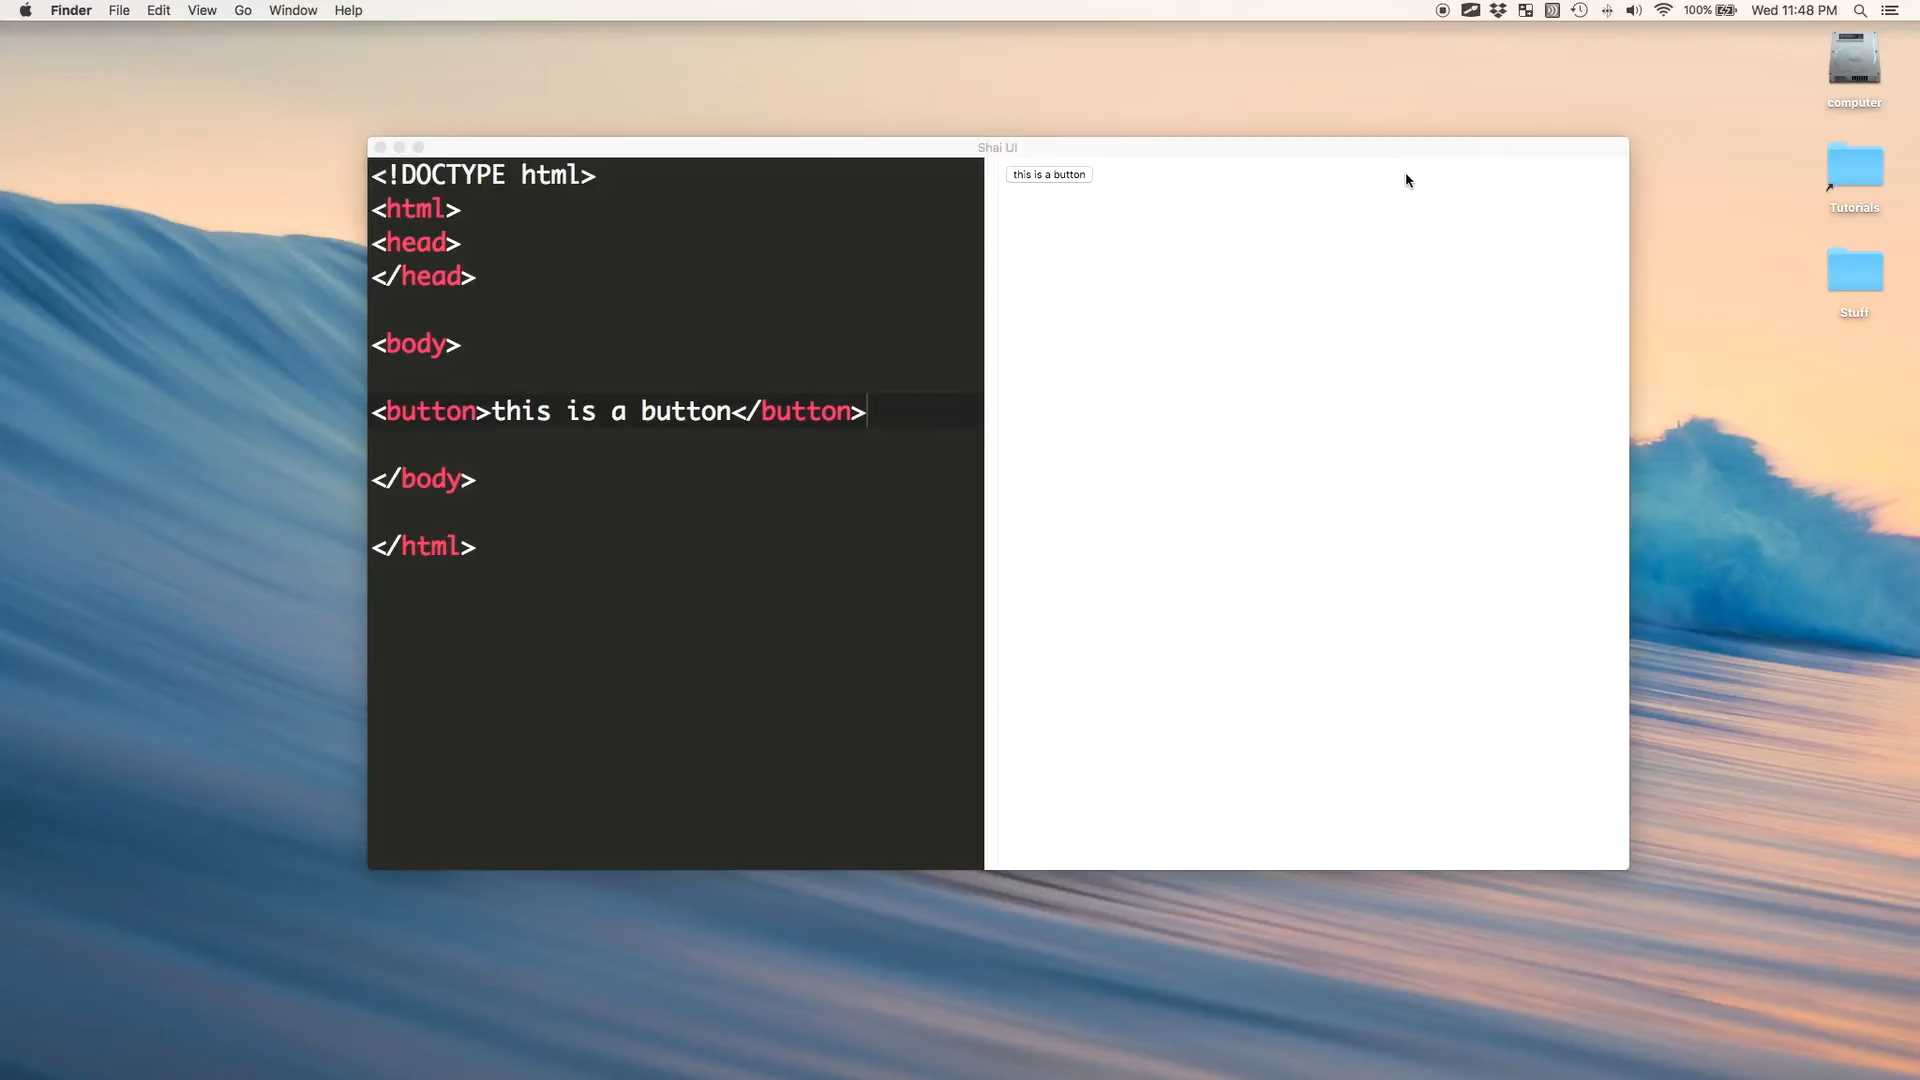 Finder File Edit View Go Window Help
100% Wed 11:48 PM
computer
Tutorials
Stuff
Shai UI
<!DOCTYPE html>
<html>
<head>
</head>
<body>
<button>this is a button</button>
</body>
</html>
this is a button